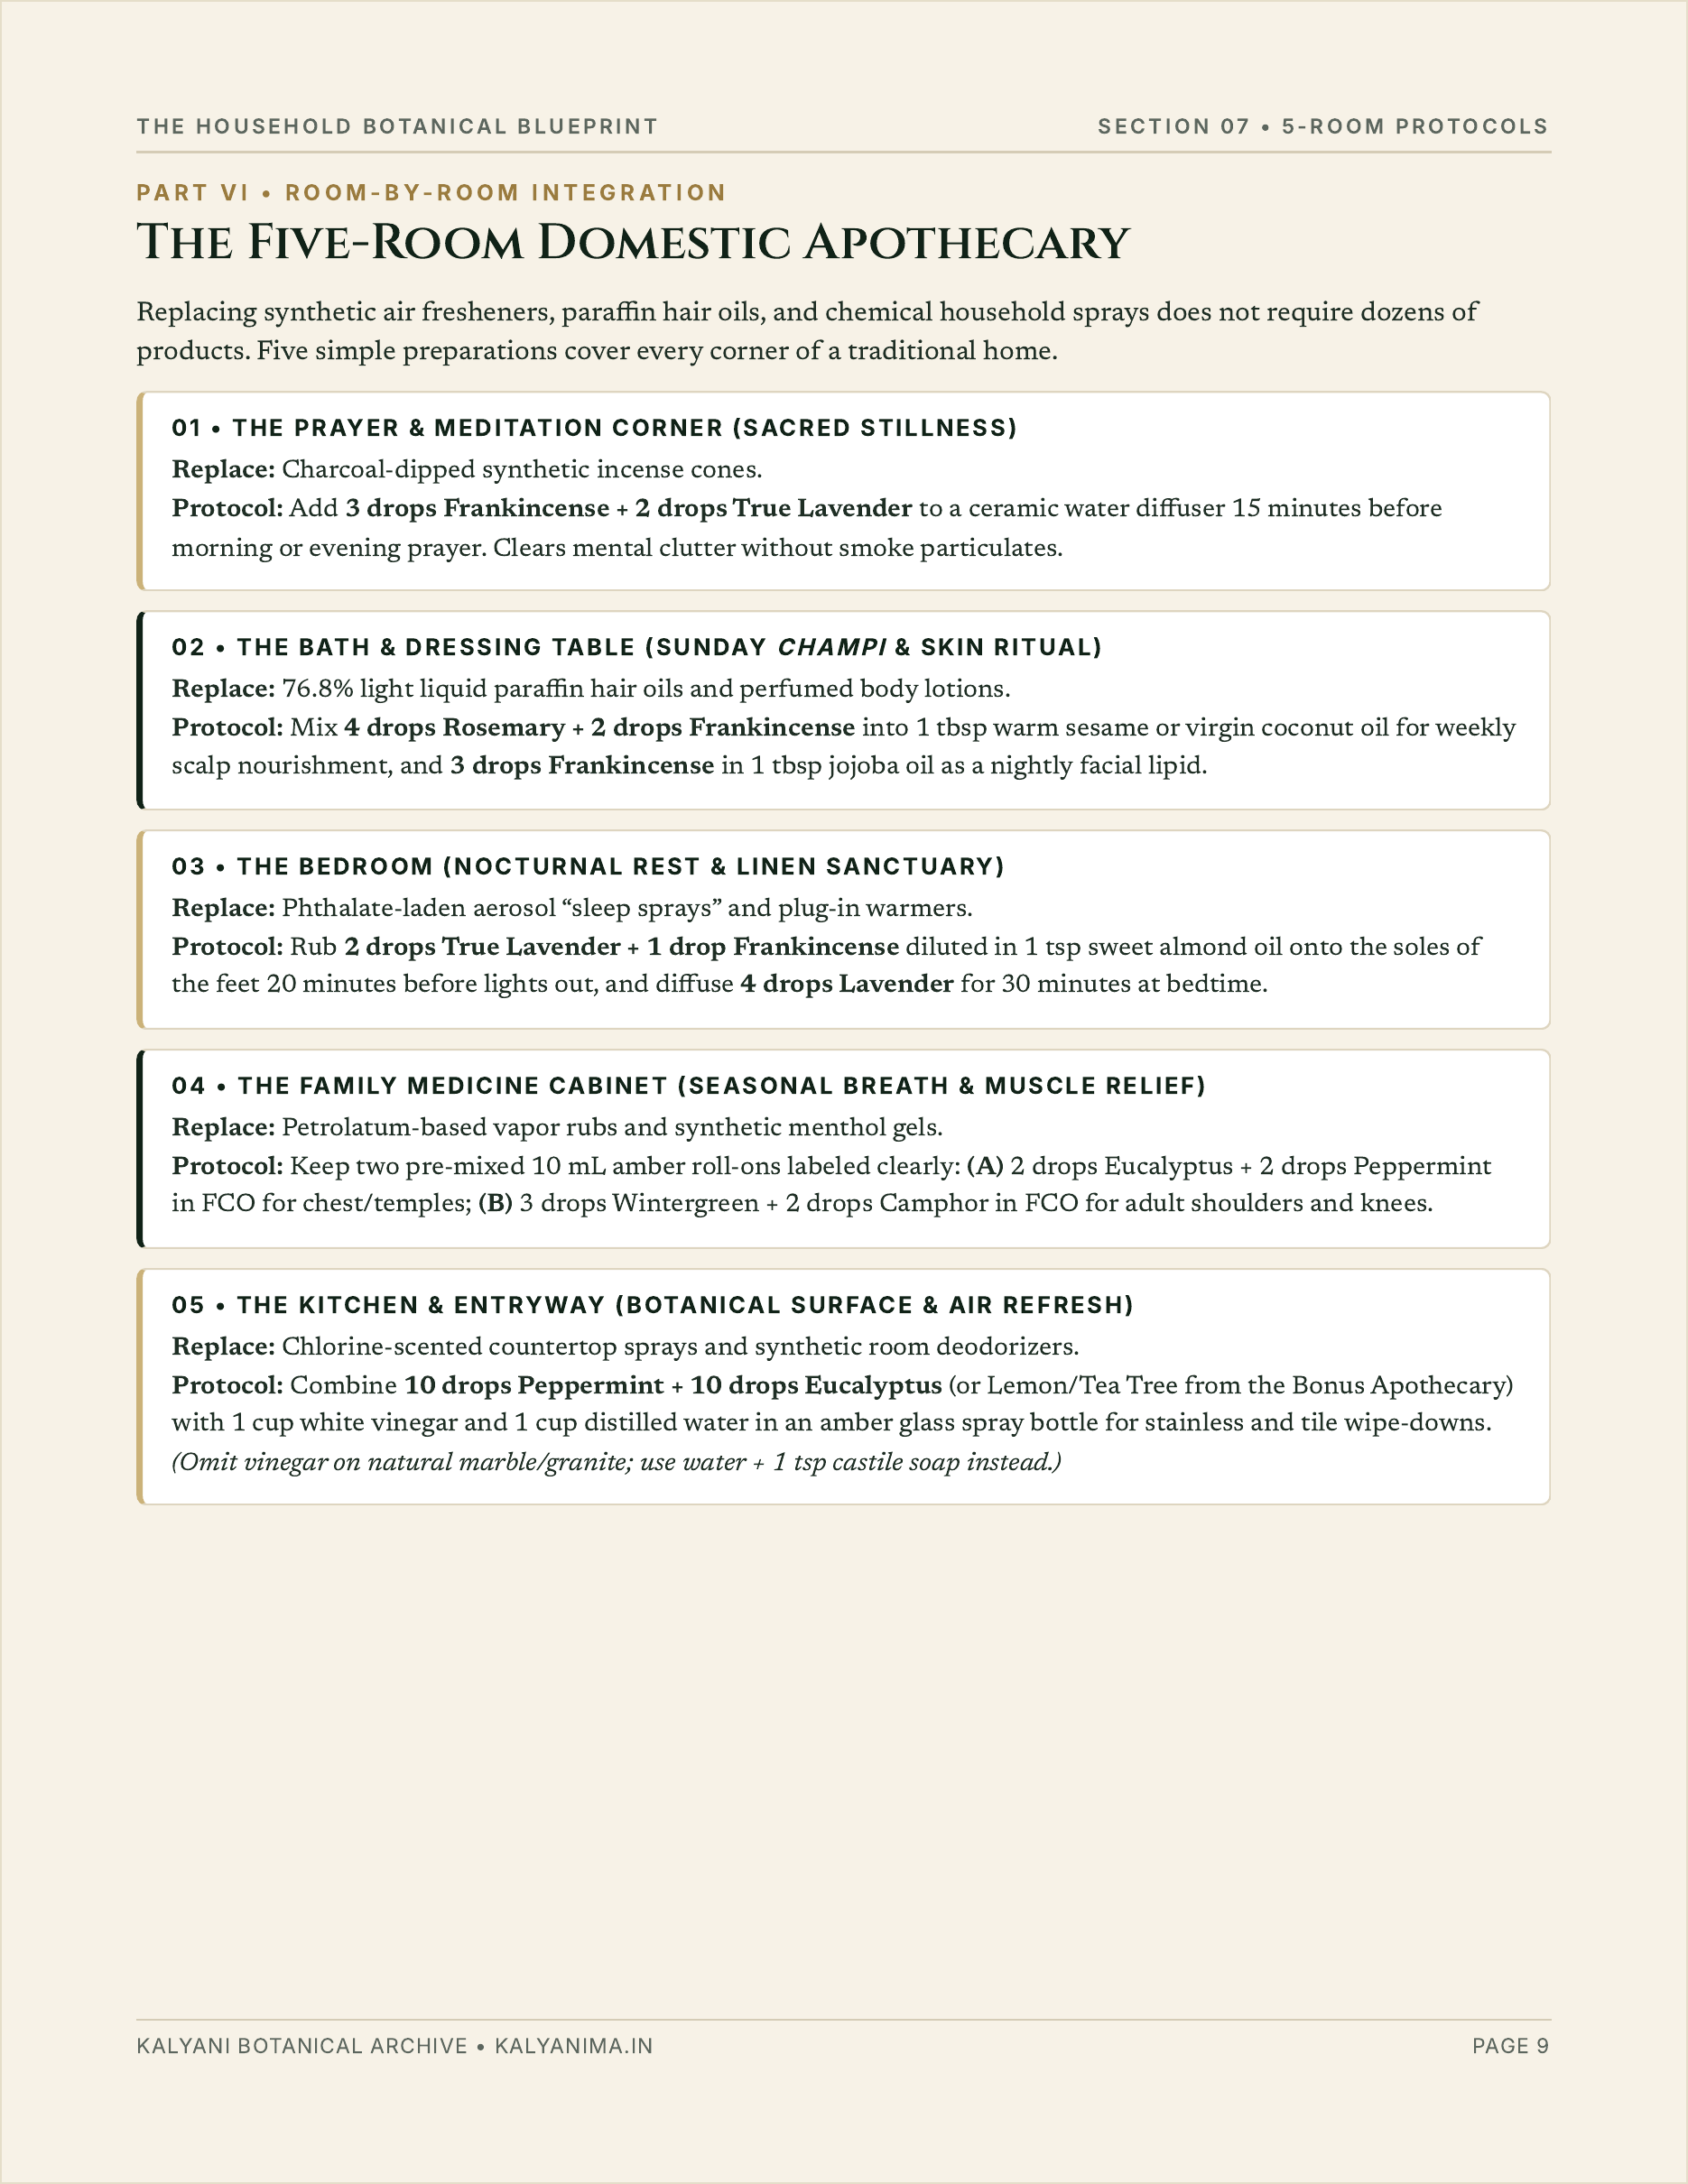 THE HOUSEHOLD BOTANICAL BLUEPRINT
SECTION 07 • 5-ROOM PROTOCOLS
PART VI • ROOM-BY-ROOM INTEGRATION
The Five-Room Domestic Apothecary
Replacing synthetic air fresheners, paraffin hair oils, and chemical household sprays does not require dozens of
products. Five simple preparations cover every corner of a traditional home.
01 • THE PRAYER & MEDITATION CORNER (SACRED STILLNESS)
Replace: Charcoal-dipped synthetic incense cones.
Protocol: Add 3 drops Frankincense + 2 drops True Lavender to a ceramic water diffuser 15 minutes before
morning or evening prayer. Clears mental clutter without smoke particulates.
02 • THE BATH & DRESSING TABLE (SUNDAY CHAMPI & SKIN RITUAL)
Replace: 76.8% light liquid paraffin hair oils and perfumed body lotions.
Protocol: Mix 4 drops Rosemary + 2 drops Frankincense into 1 tbsp warm sesame or virgin coconut oil for weekly
scalp nourishment, and 3 drops Frankincense in 1 tbsp jojoba oil as a nightly facial lipid.
03 • THE BEDROOM (NOCTURNAL REST & LINEN SANCTUARY)
Replace: Phthalate-laden aerosol “sleep sprays” and plug-in warmers.
Protocol: Rub 2 drops True Lavender + 1 drop Frankincense diluted in 1 tsp sweet almond oil onto the soles of
the feet 20 minutes before lights out, and diffuse 4 drops Lavender for 30 minutes at bedtime.
04 • THE FAMILY MEDICINE CABINET (SEASONAL BREATH & MUSCLE RELIEF)
Replace: Petrolatum-based vapor rubs and synthetic menthol gels.
Protocol: Keep two pre-mixed 10 mL amber roll-ons labeled clearly: (A) 2 drops Eucalyptus + 2 drops Peppermint
in FCO for chest/temples; (B) 3 drops Wintergreen + 2 drops Camphor in FCO for adult shoulders and knees.
05 • THE KITCHEN & ENTRYWAY (BOTANICAL SURFACE & AIR REFRESH)
Replace: Chlorine-scented countertop sprays and synthetic room deodorizers.
Protocol: Combine 10 drops Peppermint + 10 drops Eucalyptus (or Lemon/Tea Tree from the Bonus Apothecary)
with 1 cup white vinegar and 1 cup distilled water in an amber glass spray bottle for stainless and tile wipe-downs.
(Omit vinegar on natural marble/granite; use water + 1 tsp castile soap instead.)
KALYANI BOTANICAL ARCHIVE • KALYANIMA.IN
PAGE 9